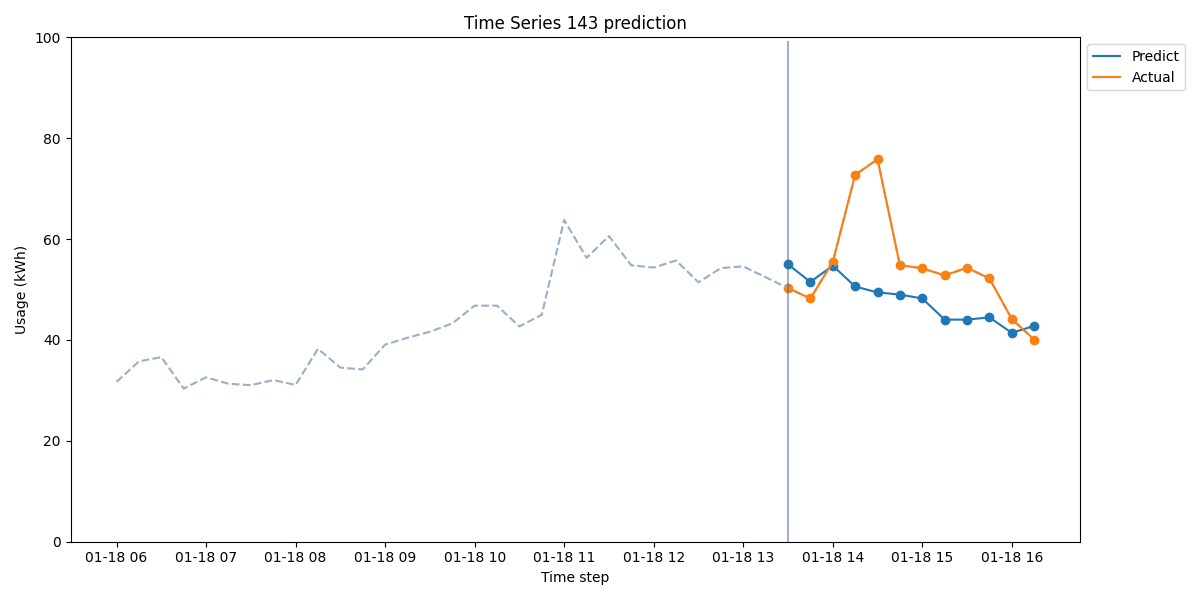 Time Series 143 prediction
100
80
60
40
20
0
Usage (kWh)
01-18 06 01-18 07 01-18 08 01-18 09 01-18 10 01-18 11 01-18 12 01-18 13 01-18 14 01-18 15 01-18 16
Time step
Predict
Actual